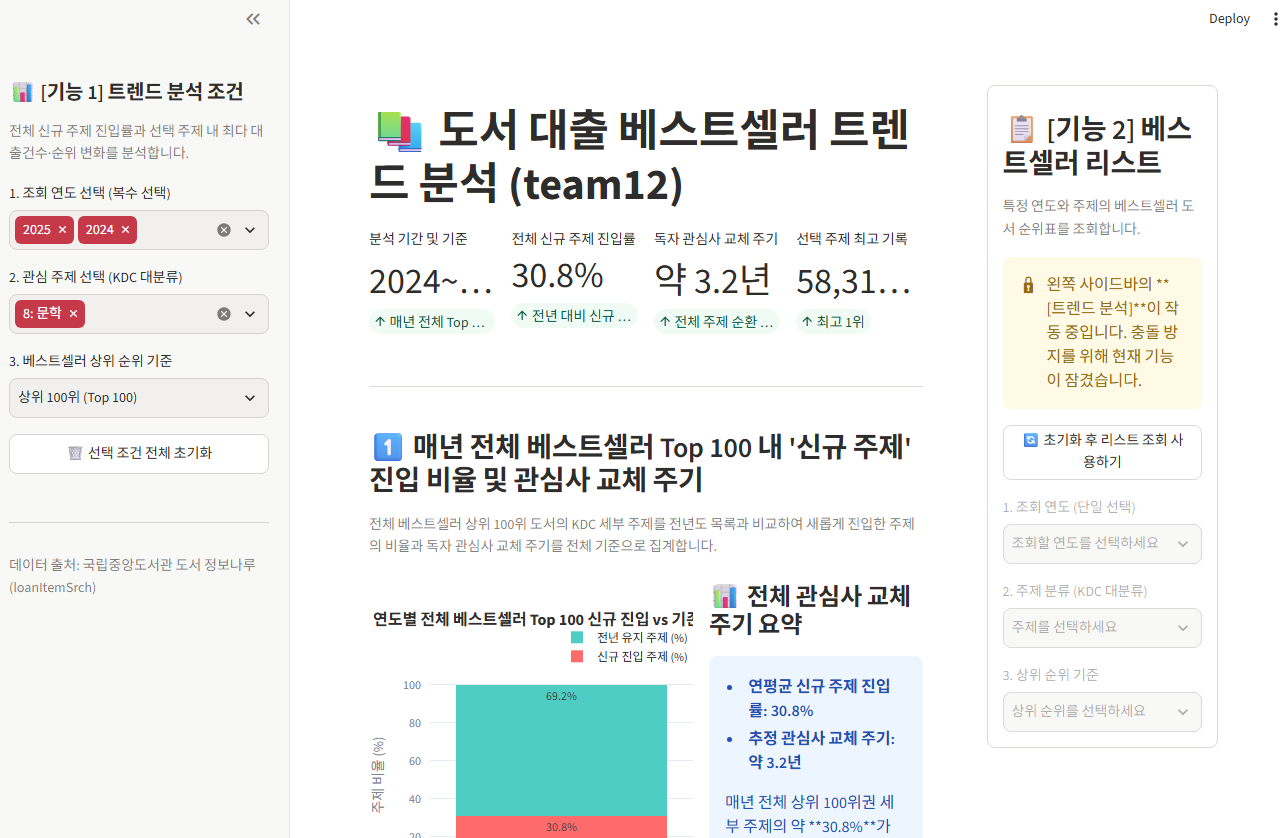 Deploy
[기능 1] 트렌드 분석 조건
전체 신규 주제 진입률과 선택 주제 내 최다 대
출건수·순위 변화를 분석합니다.
1. 조회 연도 선택 (복수 선택)
2025
2024
2. 관심 주제 선택 (KDC 대분류)
8: 문학
3. 베스트셀러 상위 순위 기준
상위 100위 (Top 100)
선택 조건 전체 초기화
데이터 출처: 국립중앙도서관 도서 정보나루
(loanItemSrch)
도서 대출 베스트셀러 트렌
드 분석 (team12)
분석 기간 및 기준
2024~…
↑ 매년 전체 Top …
전체 신규 주제 진입률
30.8%
↑ 전년 대비 신규 …
독자 관심사 교체 주기
약 3.2년
↑ 전체 주제 순환 …
선택 주제 최고 기록
58,31…
↑ 최고 1위
1 매년 전체 베스트셀러 Top 100 내 '신규 주제'
진입 비율 및 관심사 교체 주기
전체 베스트셀러 상위 100위 도서의 KDC 세부 주제를 전년도 목록과 비교하여 새롭게 진입한 주제
의 비율과 독자 관심사 교체 주기를 전체 기준으로 집계합니다.
연도별 전체 베스트셀러 Top 100 신규 진입 vs 기존
전년 유지 주제 (%)
신규 진입 주제 (%)
100
80
60
40
20
주제 비율 (%)
69.2%
30.8%
전체 관심사 교체
주기 요약
• 연평균 신규 주제 진입
률: 30.8%
• 추정 관심사 교체 주기:
약 3.2년
매년 전체 상위 100위권 세
부 주제의 약 **30.8%**가
[기능 2] 베스
트셀러 리스트
특정 연도와 주제의 베스트셀러 도
서 순위표를 조회합니다.
왼쪽 사이드바의 **
[트렌드 분석]**이 작
동 중입니다. 충돌 방
지를 위해 현재 기능
이 잠겼습니다.
초기화 후 리스트 조회 사
용하기
1. 조회 연도 (단일 선택)
조회할 연도를 선택하세요
2. 주제 분류 (KDC 대분류)
주제를 선택하세요
3. 상위 순위 기준
상위 순위를 선택하세요